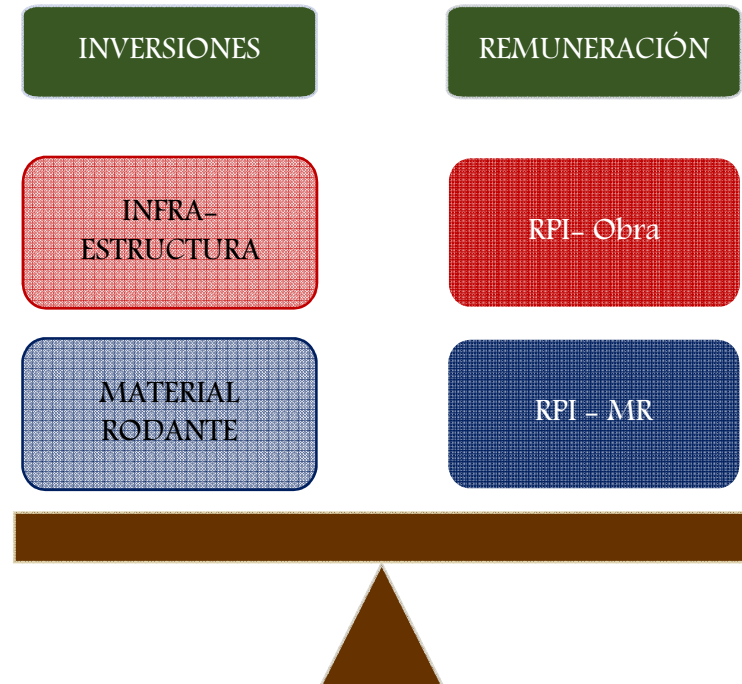 INVERSIONES
REMUNERACIÓN
INFRA-
ESTRUCTURA
RPI- Obra
MATERIAL
RODANTE
RPI - MR